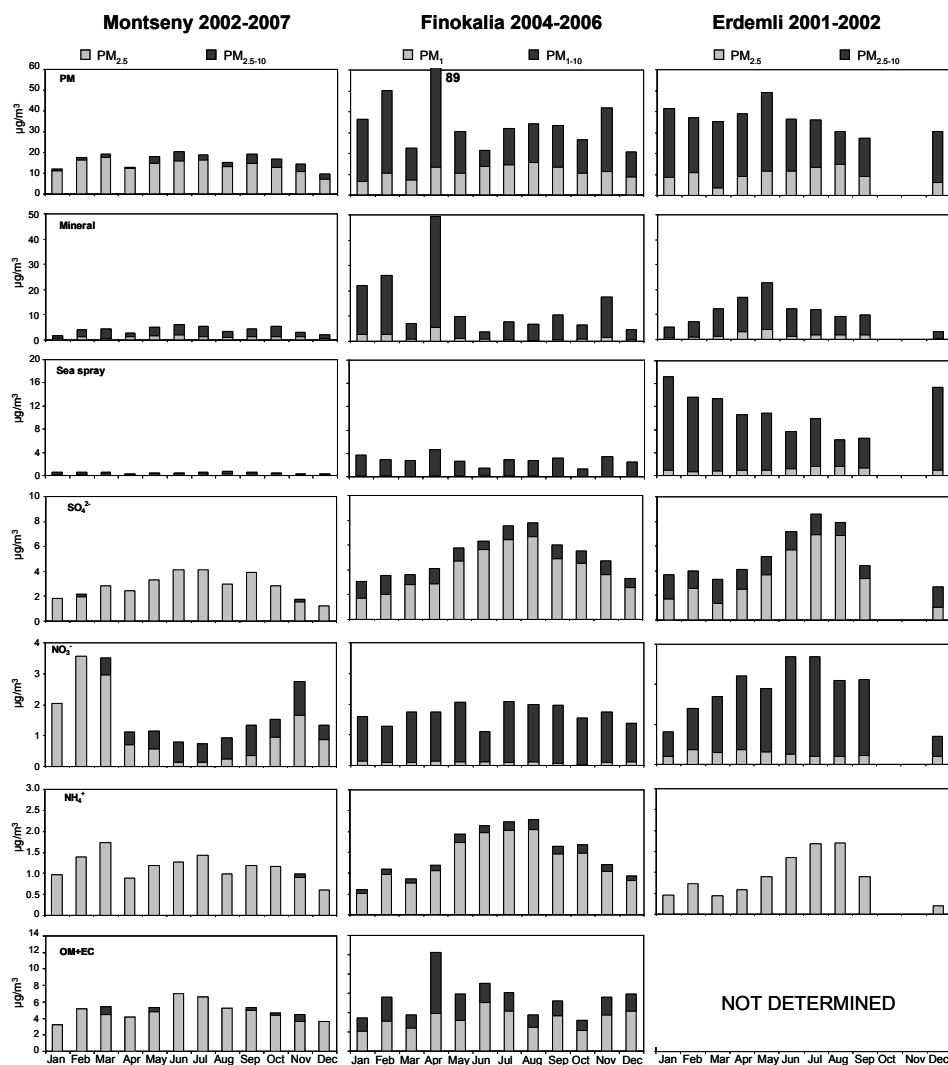 Montseny 2002-2007 Finokalia 2004-2006 Erdemli 2001-2002
PM2.5 PM2.5-10 PM1 PM1-10 PM2.5 PM2.5-10
60
50
40
30
20
10
0
µg/m³
PM
89
50
40
30
20
10
0
µg/m³
Mineral
20
16
12
8
4
0
µg/m³
Sea spray
10
8
6
4
2
0
µg/m³
SO₄²⁻
4
3
2
1
0
µg/m³
NO₃⁻
3.0
2.5
2.0
1.5
1.0
0.5
0
µg/m³
NH₄⁺
14
12
10
8
6
4
2
0
µg/m³
OM+EC
NOT DETERMINED
Jan Feb Mar Apr May Jun Jul Aug Sep Oct Nov Dec Jan Feb Mar Apr May Jun Jul Aug Sep Oct Nov Dec Jan Feb Mar Apr May Jun Jul Aug Sep Oct Nov Dec